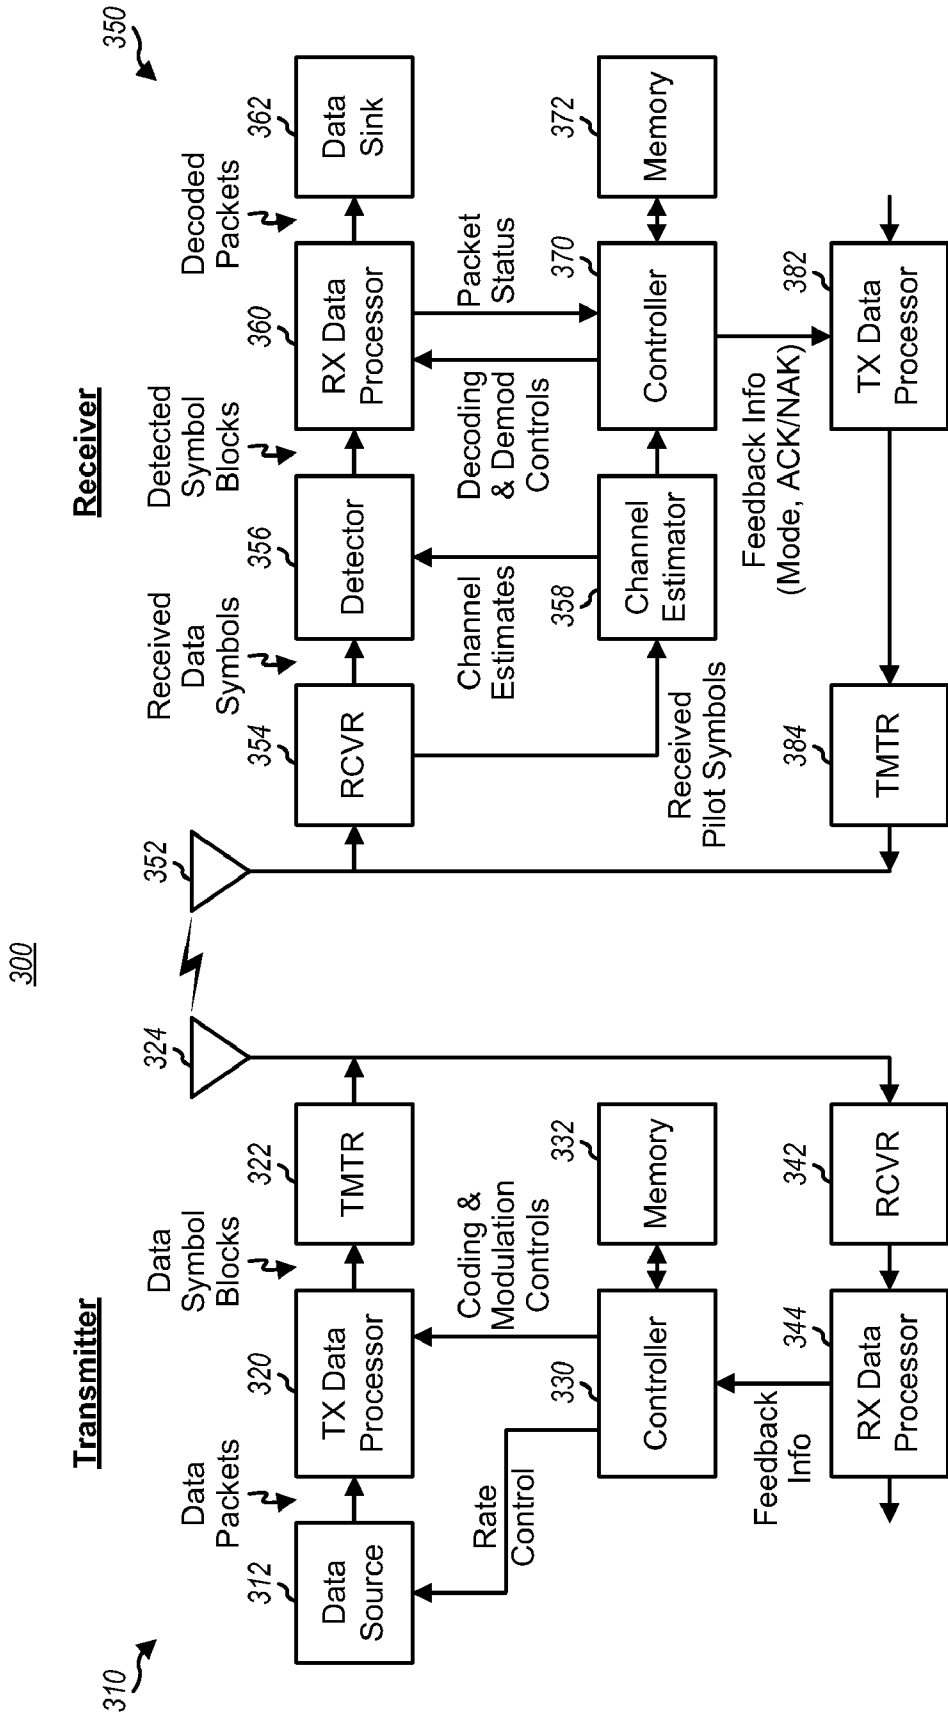 300
Transmitter
Receiver
310
350
312
Data
Source
Data
Packets
320
TX Data
Processor
Data
Symbol
Blocks
322
TMTR
324
352
354
RCVR
Received
Data
Symbols
356
Detector
Detected
Symbol
Blocks
360
RX Data
Processor
Decoded
Packets
362
Data
Sink
Rate
Control
Coding &
Modulation
Controls
330
Controller
332
Memory
Received
Pilot Symbols
Channel
Estimates
358
Channel
Estimator
Decoding
& Demod
Controls
Packet
Status
370
Controller
372
Memory
Feedback
Info
344
RX Data
Processor
342
RCVR
384
TMTR
Feedback Info
(Mode, ACK/NAK)
382
TX Data
Processor